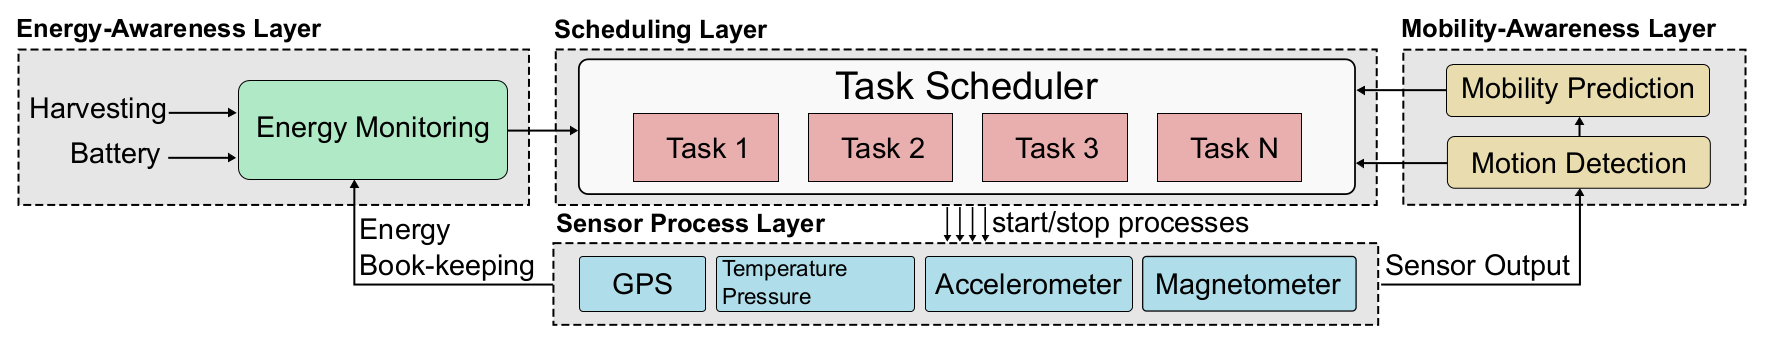 Energy-Awareness Layer
Scheduling Layer
Mobility-Awareness Layer
Harvesting
Battery
Energy Monitoring
Task Scheduler
Task 1
Task 2
Task 3
Task N
Mobility Prediction
Motion Detection
Energy
Book-keeping
Sensor Process Layer
start/stop processes
GPS
Temperature
Pressure
Accelerometer
Magnetometer
Sensor Output